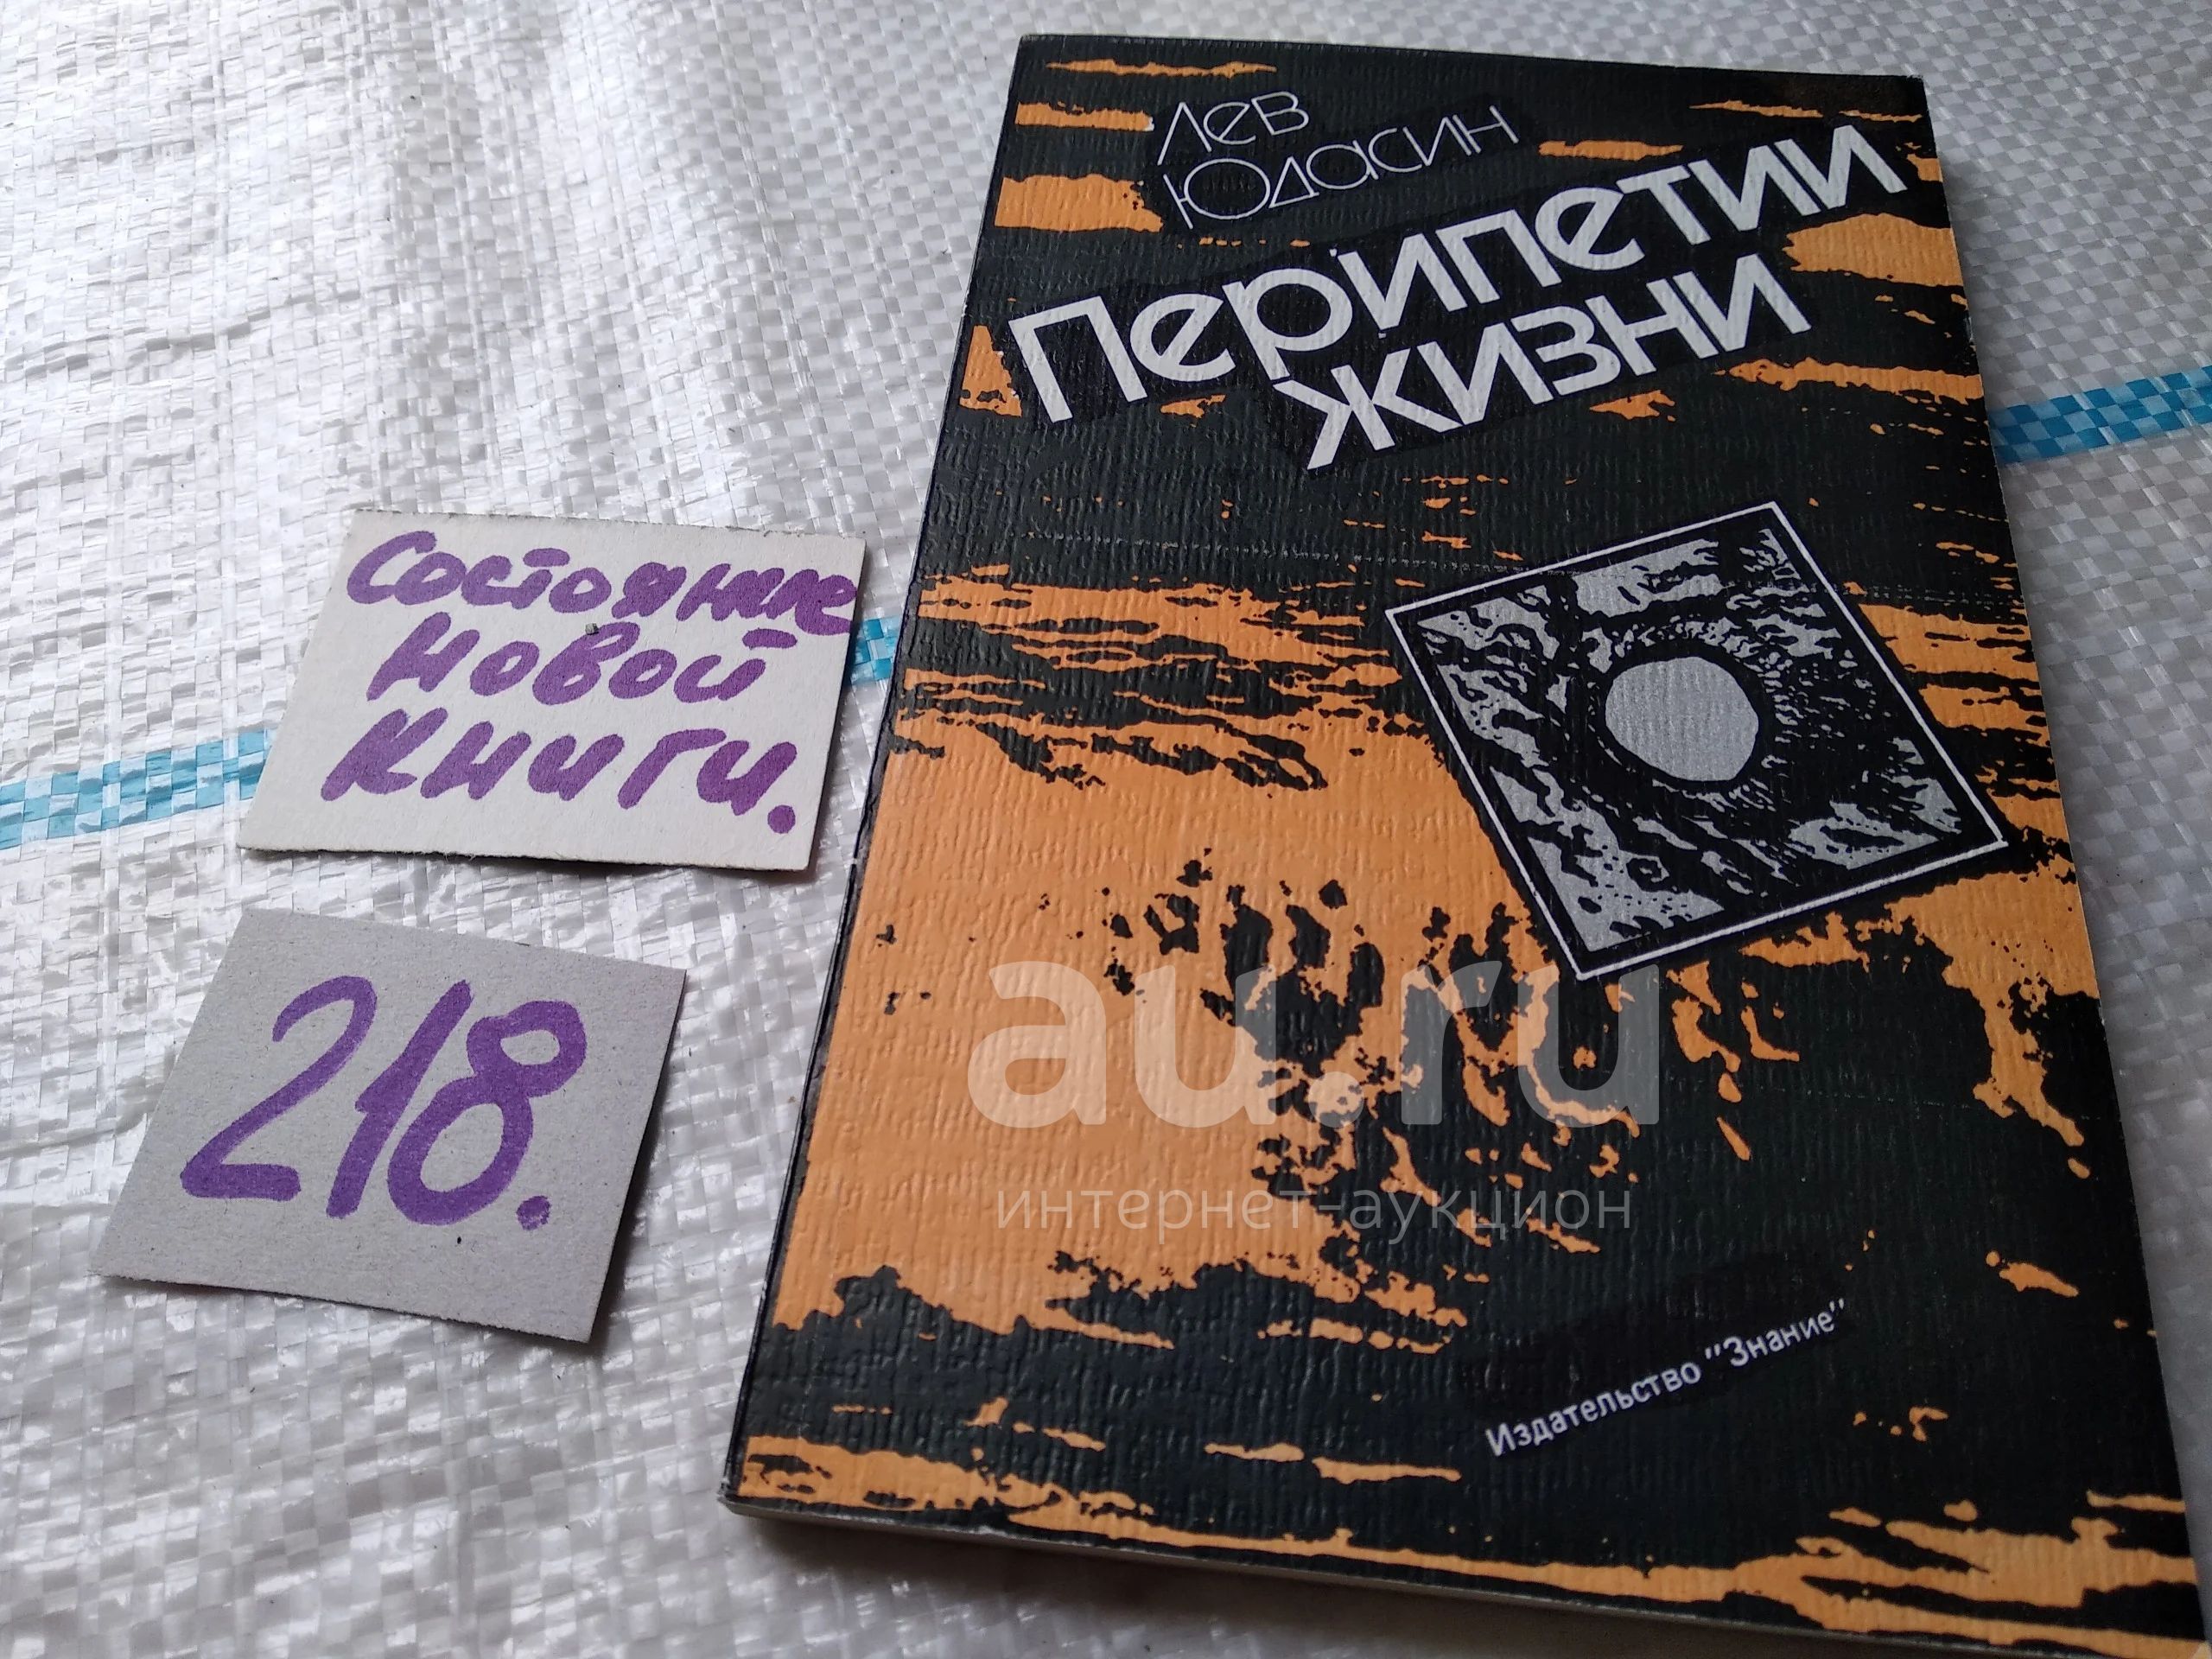 Лев
Юдасин
Перипетии
жизни
Состояние
новой
книги.
218.
au.ru
интернет-аукцион
Издательство "Знание"